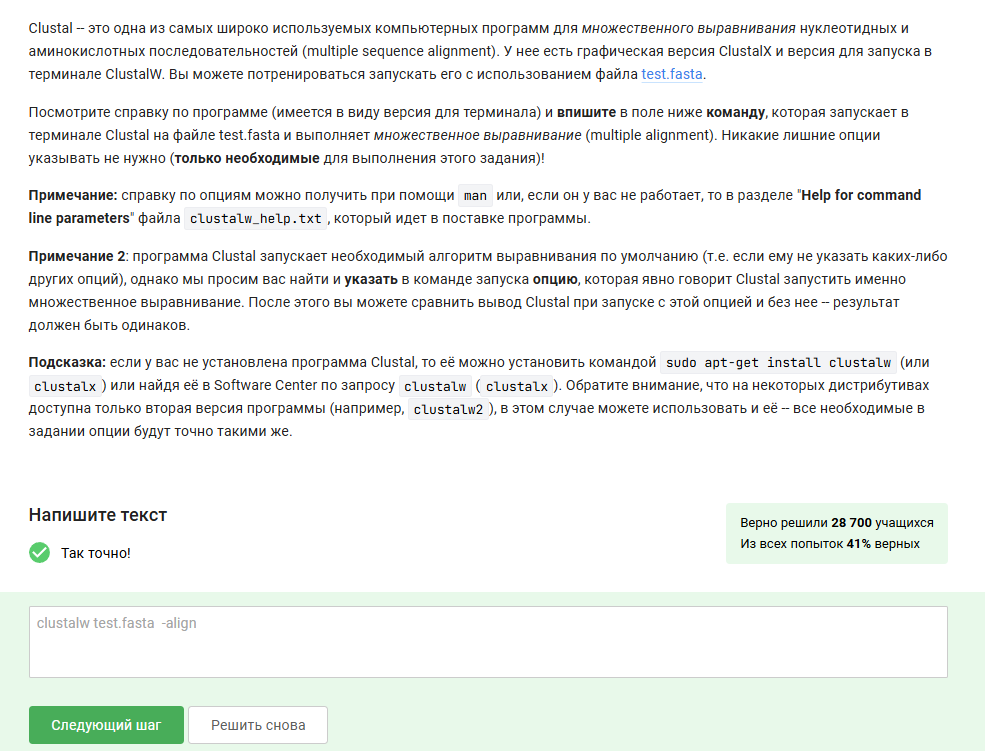 Clustal -- это одна из самых широко используемых компьютерных программ для множественного выравнивания нуклеотидных и
аминокислотных последовательностей (multiple sequence alignment). У нее есть графическая версия ClustalX и версия для запуска в
терминале ClustalW. Вы можете потренироваться запускать его с использованием файла test.fasta.
Посмотрите справку по программе (имеется в виду версия для терминала) и впишите в поле ниже команду, которая запускает в
терминале Clustal на файле test.fasta и выполняет множественное выравнивание (multiple alignment). Никакие лишние опции
указывать не нужно (только необходимые для выполнения этого задания)!
Примечание: справку по опциям можно получить при помощи man или, если он у вас не работает, то в разделе "Help for command
line parameters" файла clustalw_help.txt, который идет в поставке программы.
Примечание 2: программа Clustal запускает необходимый алгоритм выравнивания по умолчанию (т.е. если ему не указать каких-либо
других опций), однако мы просим вас найти и указать в команде запуска опцию, которая явно говорит Clustal запустить именно
множественное выравнивание. После этого вы можете сравнить вывод Clustal при запуске с этой опцией и без нее -- результат
должен быть одинаков.
Подсказка: если у вас не установлена программа Clustal, то её можно установить командой sudo apt-get install clustalw (или
clustalx) или найдя её в Software Center по запросу clustalw (clustalx). Обратите внимание, что на некоторых дистрибутивах
доступна только вторая версия программы (например, clustalw2), в этом случае можете использовать и её -- все необходимые в
задании опции будут точно такими же.
Напишите текст
Верно решили 28 700 учащихся
Из всех попыток 41% верных
Так точно!
clustalw test.fasta  -align
Следующий шаг
Решить снова